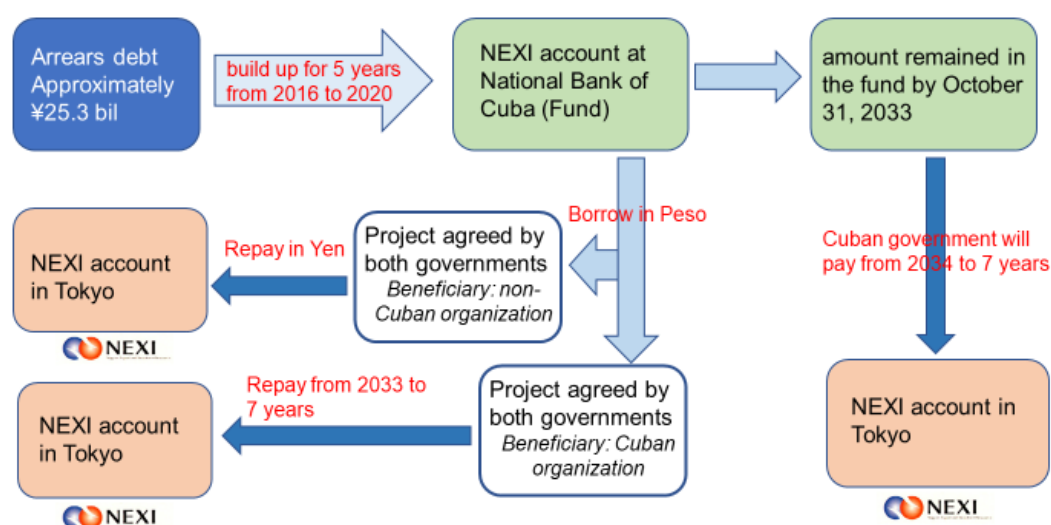 Arrears debt
Approximately
¥25.3 bil
build up for 5 years
from 2016 to 2020
NEXI account at
National Bank of
Cuba (Fund)
amount remained in
the fund by October
31, 2033
Borrow in Peso
Repay in Yen
Project agreed by
both governments
Beneficiary: non-
Cuban organization
NEXI account
in Tokyo
NEXI
Cuban government will
pay from 2034 to 7 years
Repay from 2033 to
7 years
Project agreed by
both governments
Beneficiary: Cuban
organization
NEXI account
in Tokyo
NEXI
NEXI account in
Tokyo
NEXI